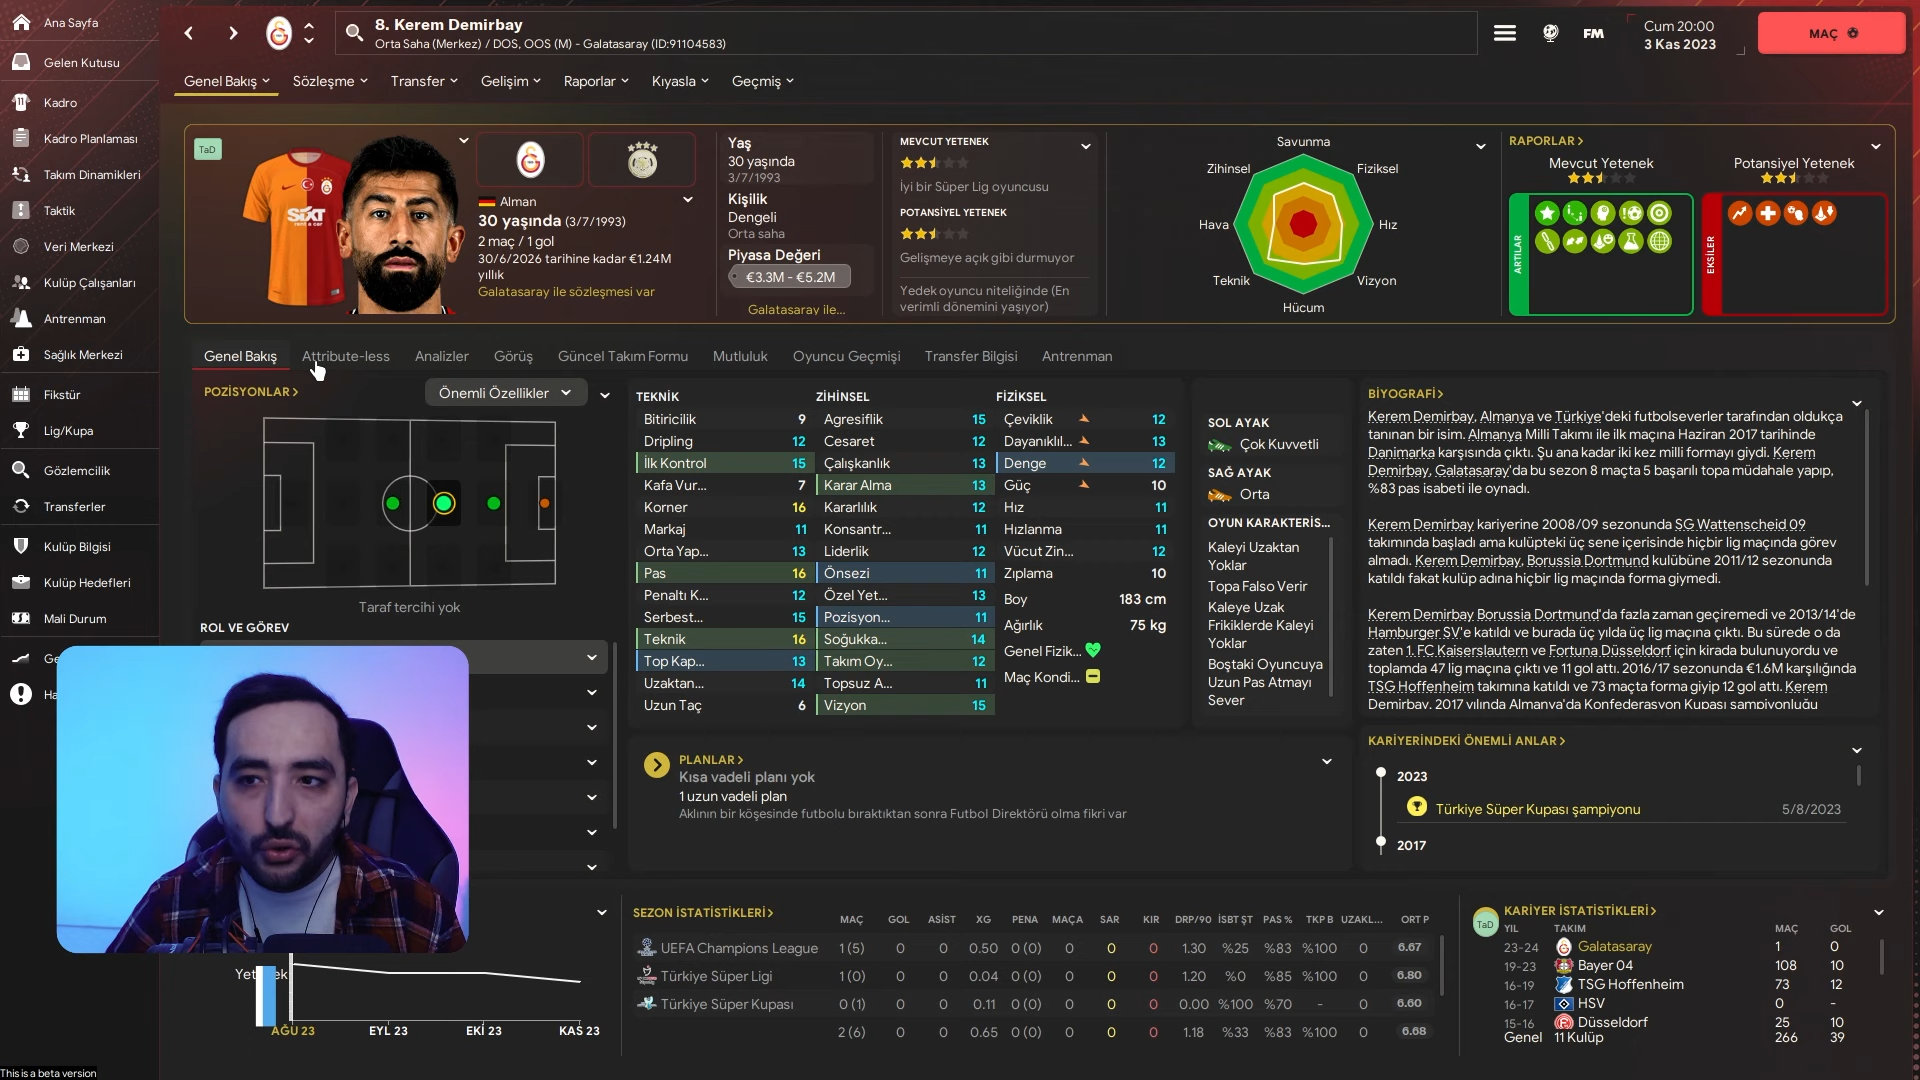 Ana Sayfa
Gelen Kutusu
Kadro
Kadro Planlaması
Takım Dinamikleri
Taktik
Veri Merkezi
Kulüp Çalışanları
Antrenman
Sağlık Merkezi
Fikstür
Lig/Kupa
Gözlemcilik
Transferler
Kulüp Bilgisi
Kulüp Hedefleri
Mali Durum
Ge
Ha
This is a beta version
8. Kerem Demirbay
Orta Saha (Merkez) / DOS, OOS (M) - Galatasaray (ID:91104583)
FM
Cum 20:00
3 Kas 2023
MAÇ
Genel Bakış
Sözleşme
Transfer
Gelişim
Raporlar
Kıyasla
Geçmiş
TaD
SIXT
rent a car
Alman
30 yaşında (3/7/1993)
2 maç / 1 gol
30/6/2026 tarihine kadar €1.24M
yıllık
Galatasaray ile sözleşmesi var
Yaş
30 yaşında
3/7/1993
Kişilik
Dengeli
Orta saha
Piyasa Değeri
€3.3M - €5.2M
Galatasaray ile...
MEVCUT YETENEK
İyi bir Süper Lig oyuncusu
POTANSİYEL YETENEK
Gelişmeye açık gibi durmuyor
Yedek oyuncu niteliğinde (En
verimli dönemini yaşıyor)
Savunma
Zihinsel
Fiziksel
Hava
Hız
Teknik
Vizyon
Hücum
RAPORLAR
Mevcut Yetenek
Potansiyel Yetenek
ARTILAR
EKSİLER
Genel Bakış
Attribute-less
Analizler
Görüş
Güncel Takım Formu
Mutluluk
Oyuncu Geçmişi
Transfer Bilgisi
Antrenman
POZİSYONLAR
Önemli Özellikler
Taraf tercihi yok
ROL VE GÖREV
TEKNİK
Bitiricilik 9
Dripling 12
İlk Kontrol 15
Kafa Vur... 7
Korner 16
Markaj 11
Orta Yap... 13
Pas 16
Penaltı K... 12
Serbest... 15
Teknik 16
Top Kap... 13
Uzaktan... 14
Uzun Taç 6
ZİHİNSEL
Agresiflik 15
Cesaret 12
Çalışkanlık 13
Karar Alma 13
Kararlılık 12
Konsantr... 11
Liderlik 12
Önsezi 11
Özel Yet... 13
Pozisyon... 11
Soğukka... 14
Takım Oy... 12
Topsuz A... 11
Vizyon 15
FİZİKSEL
Çeviklik 12
Dayanıklıl... 13
Denge 12
Güç 10
Hız 11
Hızlanma 11
Vücut Zin... 12
Zıplama 10
Boy 183 cm
Ağırlık 75 kg
Genel Fizik...
Maç Kondi...
SOL AYAK
Çok Kuvvetli
SAĞ AYAK
Orta
OYUN KARAKTERİS...
Kaleyi Uzaktan
Yoklar
Topa Falso Verir
Kaleye Uzak
Frikiklerde Kaleyi
Yoklar
Boştaki Oyuncuya
Uzun Pas Atmayı
Sever
BİYOGRAFİ
Kerem Demirbay, Almanya ve Türkiye'deki futbolseverler tarafından oldukça
tanınan bir isim. Almanya Milli Takımı ile ilk maçına Haziran 2017 tarihinde
Danimarka karşısında çıktı. Şu ana kadar iki kez milli formayı giydi. Kerem
Demirbay, Galatasaray'da bu sezon 8 maçta 5 başarılı topa müdahale yapıp,
%83 pas isabeti ile oynadı.
Kerem Demirbay kariyerine 2008/09 sezonunda SG Wattenscheid 09
takımında başladı ama kulüpteki üç sene içerisinde hiçbir lig maçında görev
almadı. Kerem Demirbay, Borussia Dortmund kulübüne 2011/12 sezonunda
katıldı fakat kulüp adına hiçbir lig maçında forma giymedi.
Kerem Demirbay Borussia Dortmund'da fazla zaman geçiremedi ve 2013/14'de
Hamburger SV'e katıldı ve burada üç yılda üç lig maçına çıktı. Bu sürede o da
zaten 1. FC Kaiserslautern ve Fortuna Düsseldorf için kirada bulunuyordu ve
toplamda 47 lig maçına çıktı ve 11 gol attı. 2016/17 sezonunda €1.6M karşılığında
TSG Hoffenheim takımına katıldı ve 73 maçta forma giyip 12 gol attı. Kerem
Demirbay, 2017 yılında Almanya'da Konfederasyon Kupası şampiyonluğu
PLANLAR
Kısa vadeli planı yok
1 uzun vadeli plan
Aklının bir köşesinde futbolu bıraktıktan sonra Futbol Direktörü olma fikri var
KARİYERİNDEKİ ÖNEMLİ ANLAR
2023
Türkiye Süper Kupası şampiyonu 5/8/2023
2017
AĞU 23 EYL 23 EKİ 23 KAS 23
SEZON İSTATİSTİKLERİ MAÇ GOL ASİST XG PENA MAÇA SAR KIR DRP/90 İSBT ŞT PAS % TKP B UZAKL... ORT P
UEFA Champions League 1 (5) 0 0 0.50 0 (0) 0 0 0 1.30 %25 %83 %100 0 6.67
Türkiye Süper Ligi 1 (0) 0 0 0.04 0 (0) 0 0 0 1.20 %0 %85 %100 0 6.80
Türkiye Süper Kupası 0 (1) 0 0 0.11 0 (0) 0 0 0 0.00 %100 %70 - 0 6.60
2 (6) 0 0 0.65 0 (0) 0 0 0 1.18 %33 %83 %100 0 6.68
TaD
KARİYER İSTATİSTİKLERİ
YIL TAKIM MAÇ GOL
23-24 Galatasaray 1 0
19-23 Bayer 04 108 10
16-19 TSG Hoffenheim 73 12
16-17 HSV 0 -
15-16 Düsseldorf 25 10
Genel 11 Kulüp 266 39